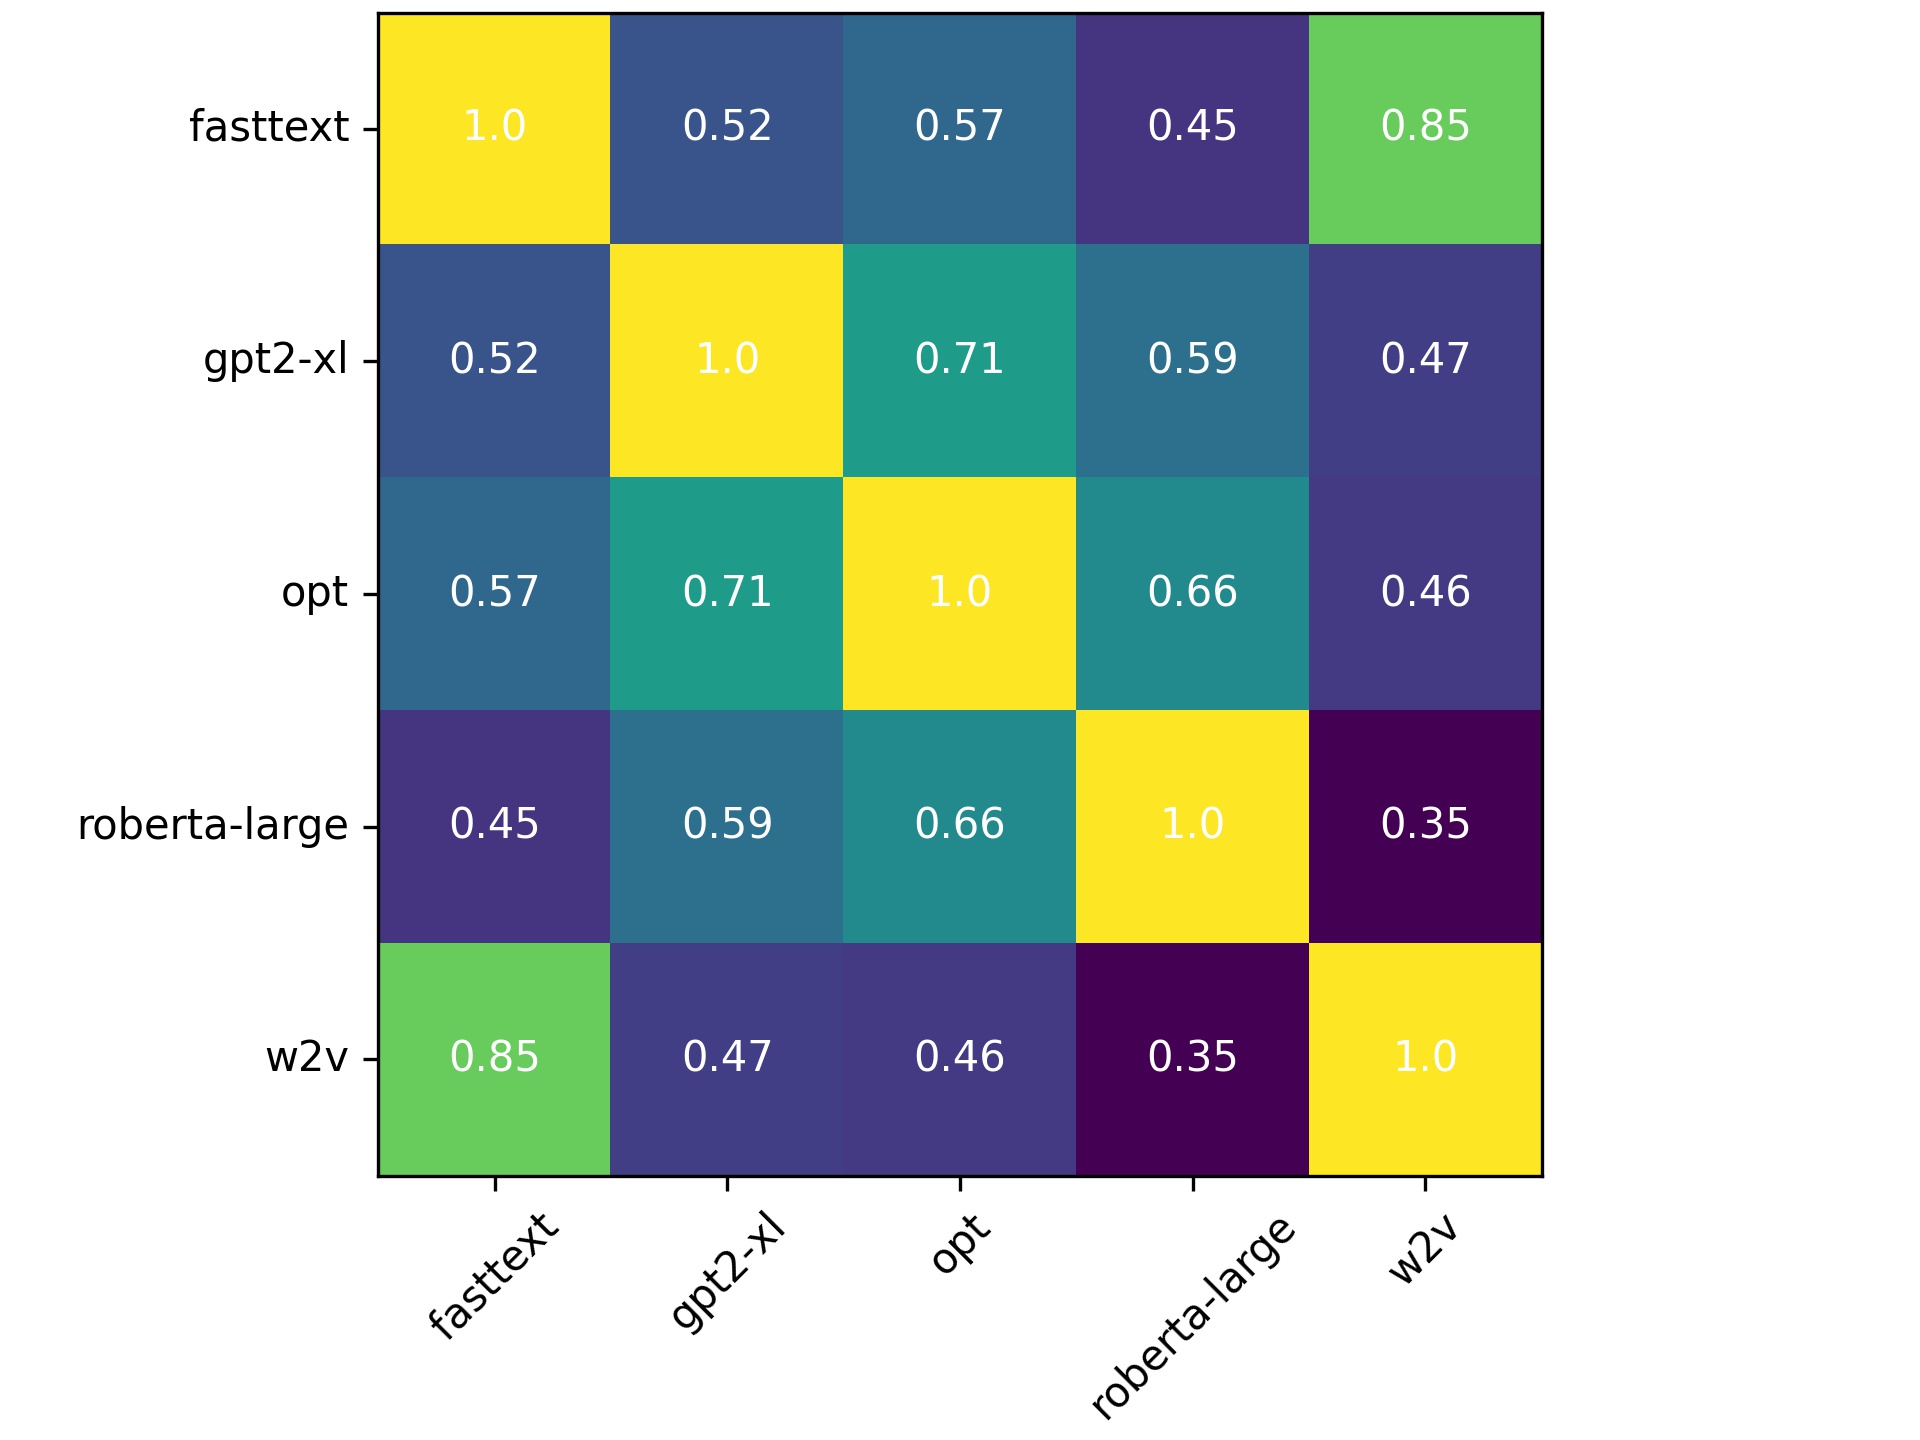 fasttext 1.0 0.52 0.57 0.45 0.85
gpt2-xl 0.52 1.0 0.71 0.59 0.47
opt 0.57 0.71 1.0 0.66 0.46
roberta-large 0.45 0.59 0.66 1.0 0.35
w2v 0.85 0.47 0.46 0.35 1.0
fasttext gpt2-xl opt roberta-large w2v